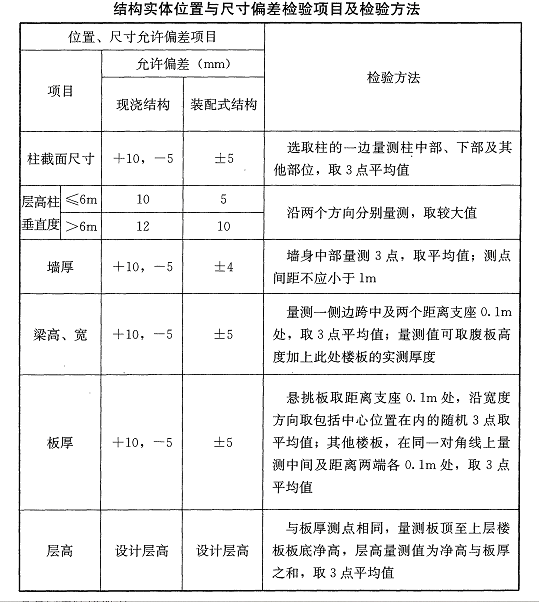 结构实体位置与尺寸偏差检验项目及检验方法
位置、尺寸允许偏差项目
检验方法
项目
允许偏差（mm）
现浇结构
装配式结构
柱截面尺寸
+10，-5
±5
选取柱的一边量测柱中部、下部及其
他部位，取3点平均值
层高柱
垂直度
≤6m
10
5
>6m
12
10
沿两个方向分别量测，取较大值
墙厚
+10，-5
±4
墙身中部量测3点，取平均值；测点
间距不应小于1m
梁高、宽
+10，-5
±5
量测一侧边跨中及两个距离支座0.1m
处，取3点平均值；量测值可取腹板高
度加上此处楼板的实测厚度
板厚
+10，-5
±5
悬挑板取距离支座0.1m处，沿宽度
方向取包括中心位置在内的随机3点取
平均值；其他楼板，在同一对角线上量
测中间及距离两端各0.1m处，取3点
平均值
层高
设计层高
设计层高
与板厚测点相同，量测板顶至上层楼
板板底净高，层高量测值为净高与板厚
之和，取3点平均值